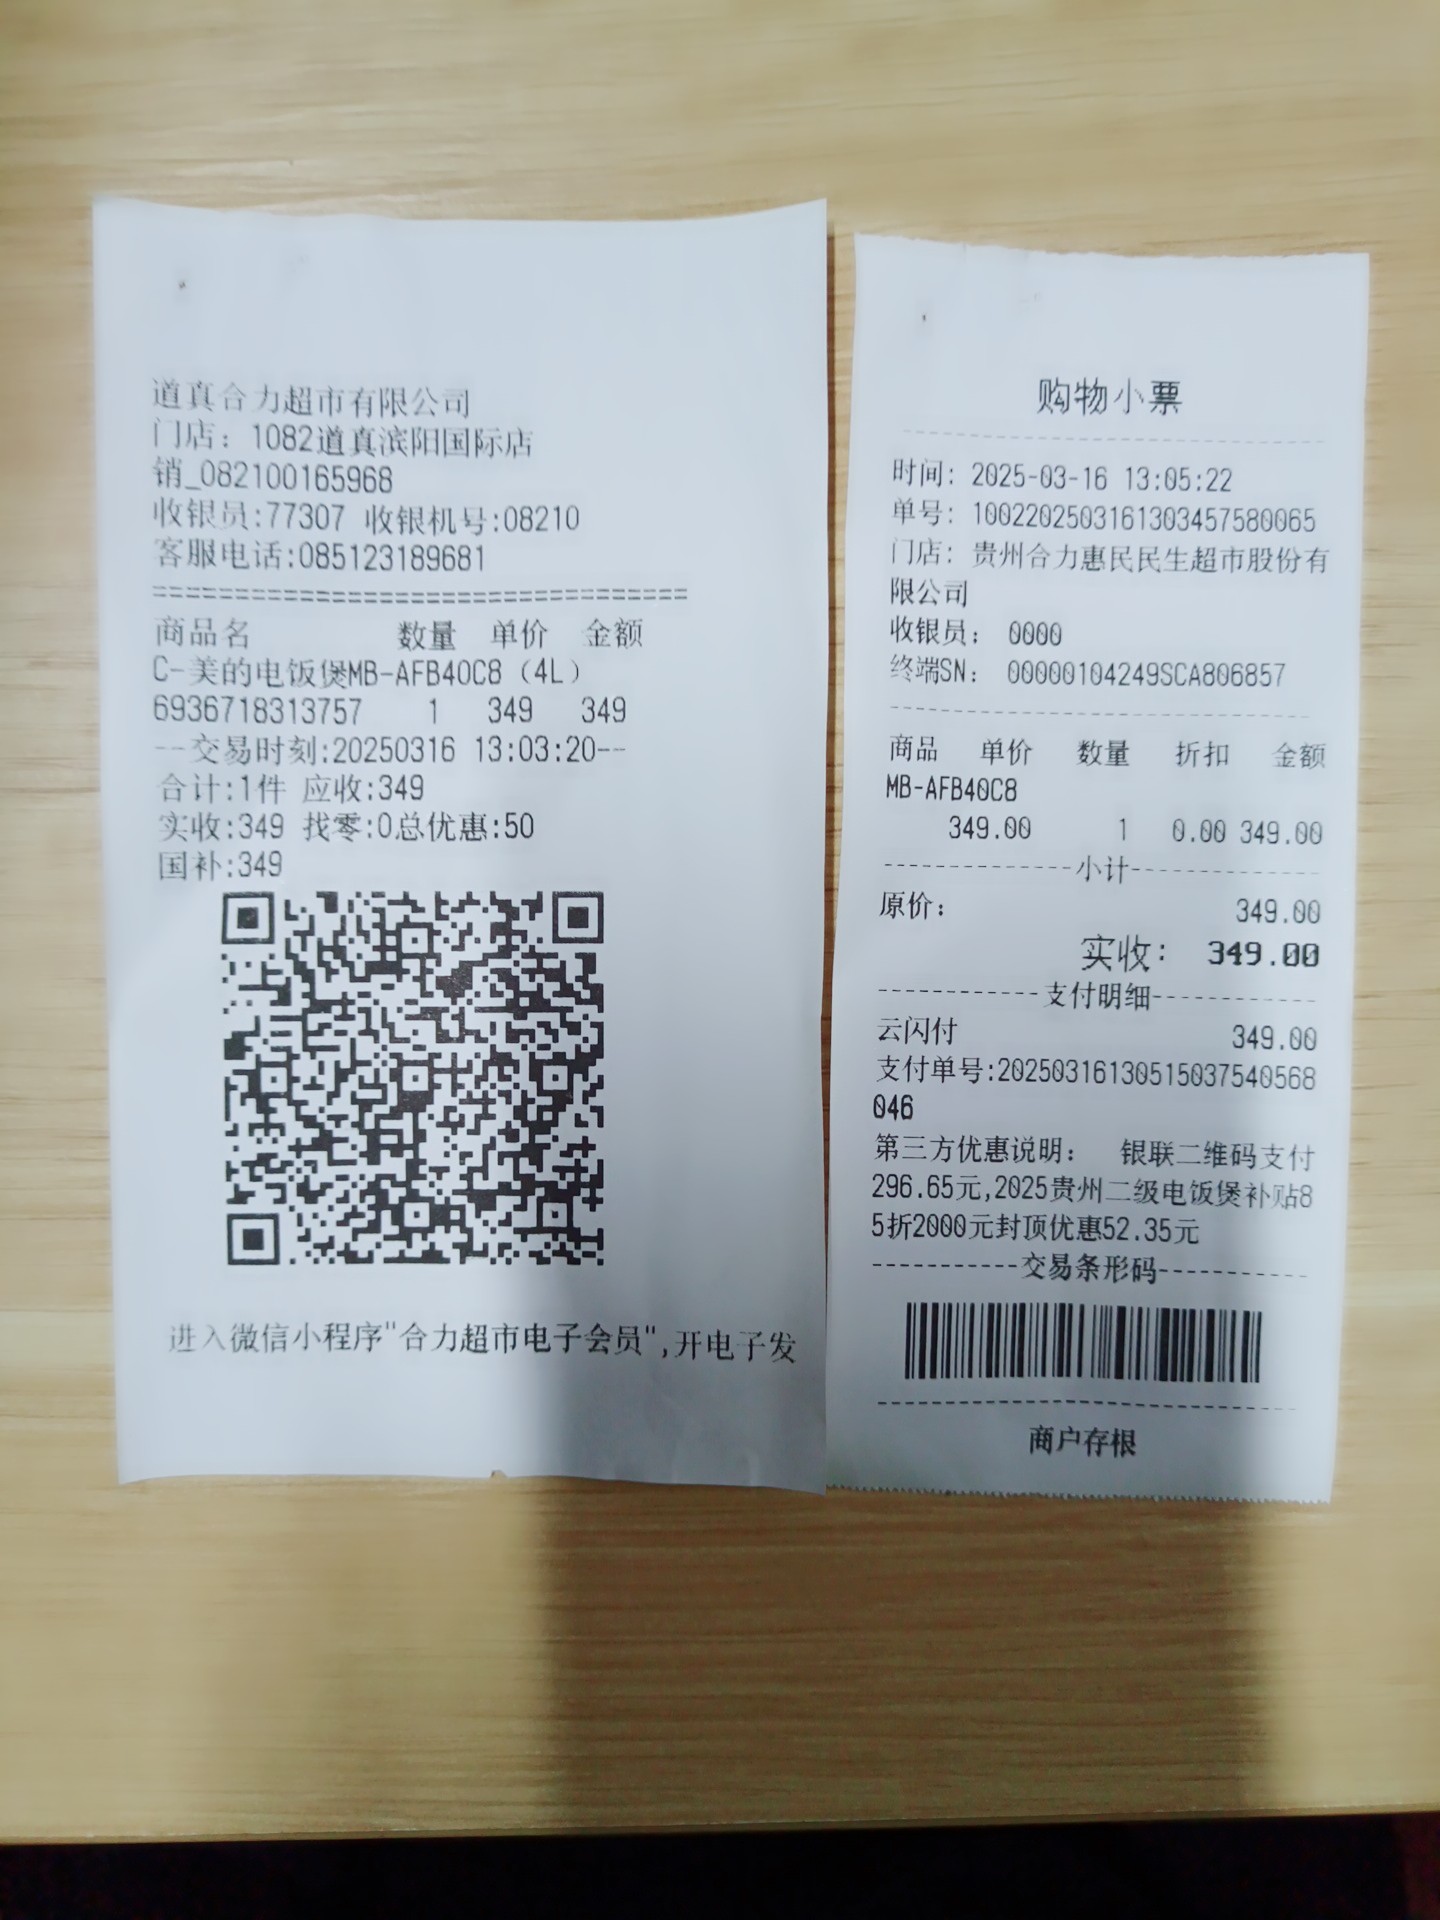 道真合力超市有限公司
门店：1082道真滨阳国际店
销_082100165968
收银员:77307 收银机号:08210
客服电话:085123189681
=================================
商品名 数量 单价 金额
C-美的电饭煲MB-AFB40C8（4L）
6936718313757 1 349 349
--交易时刻:20250316 13:03:20--
合计:1件 应收:349
实收:349 找零:0总优惠:50
国补:349
进入微信小程序"合力超市电子会员",开电子发
购物小票
时间: 2025-03-16 13:05:22
单号: 1002202503161303457580065
门店: 贵州合力惠民民生超市股份有
限公司
收银员: 0000
终端SN: 00000104249SCA806857
商品 单价 数量 折扣 金额
MB-AFB40C8
349.00 1 0.00 349.00
------------小计------------
原价: 349.00
实收: 349.00
----------支付明细----------
云闪付 349.00
支付单号:20250316130515037540568
046
第三方优惠说明: 银联二维码支付
296.65元,2025贵州二级电饭煲补贴8
5折2000元封顶优惠52.35元
---------交易条形码---------
商户存根